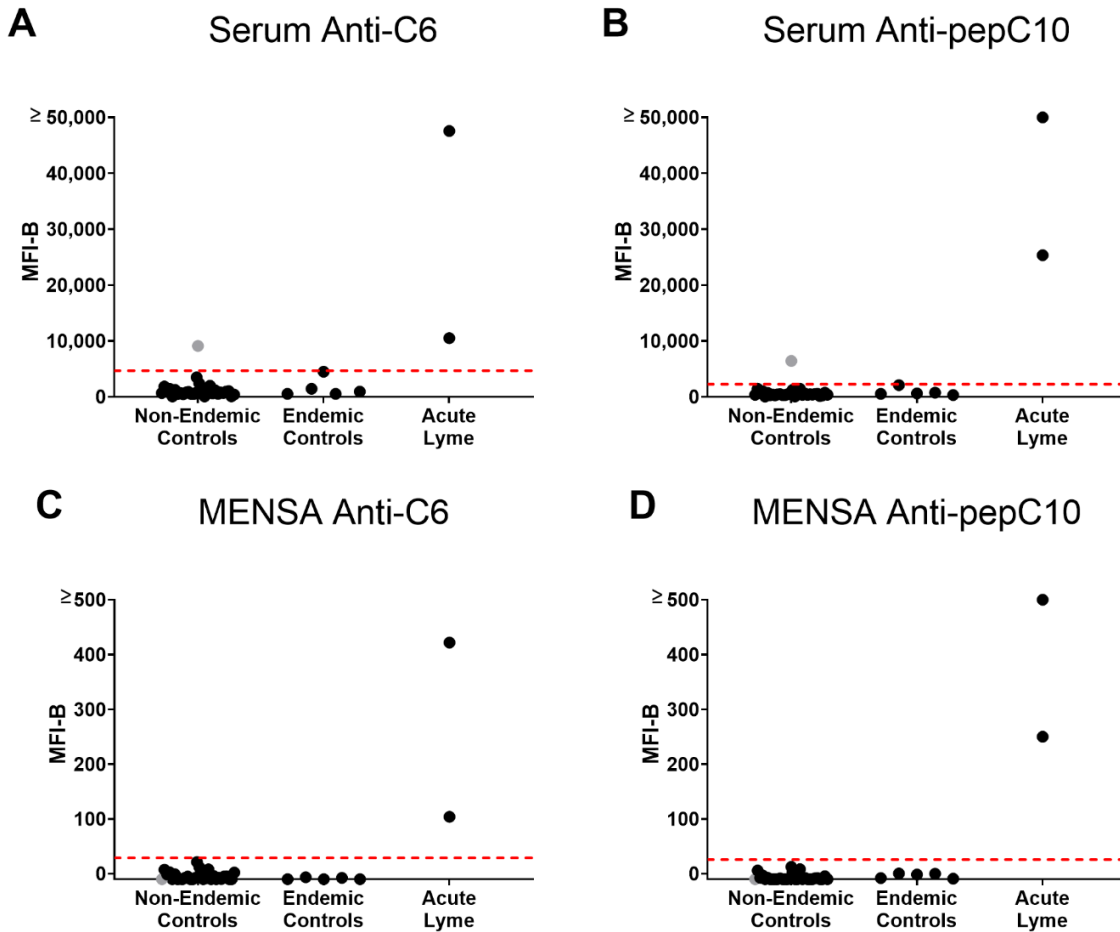 A
Serum Anti-C6
MFI-B
≥ 50,000
40,000
30,000
20,000
10,000
0
Non-Endemic
Controls
Endemic
Controls
Acute
Lyme
B
Serum Anti-pepC10
MFI-B
≥ 50,000
40,000
30,000
20,000
10,000
0
Non-Endemic
Controls
Endemic
Controls
Acute
Lyme
C
MENSA Anti-C6
MFI-B
≥ 500
400
300
200
100
0
Non-Endemic
Controls
Endemic
Controls
Acute
Lyme
D
MENSA Anti-pepC10
MFI-B
≥ 500
400
300
200
100
0
Non-Endemic
Controls
Endemic
Controls
Acute
Lyme